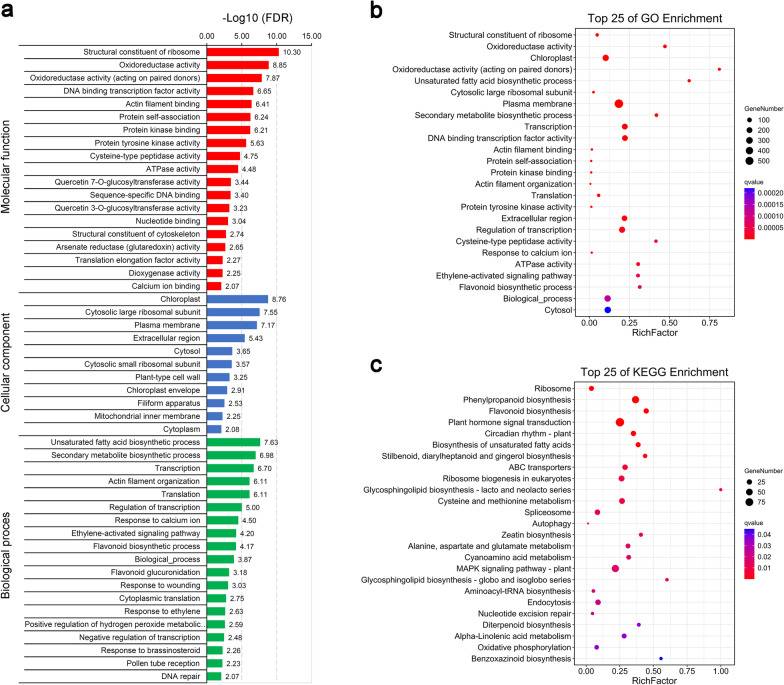 a
-Log10 (FDR)
0.00 5.00 10.00 15.00
Molecular function
Structural constituent of ribosome 10.30
Oxidoreductase activity 8.85
Oxidoreductase activity (acting on paired donors) 7.87
DNA binding transcription factor activity 6.65
Actin filament binding 6.41
Protein self-association 6.24
Protein kinase binding 6.21
Protein tyrosine kinase activity 5.63
Cysteine-type peptidase activity 4.75
ATPase activity 4.48
Quercetin 7-O-glucosyltransferase activity 3.44
Sequence-specific DNA binding 3.40
Quercetin 3-O-glucosyltransferase activity 3.23
Nucleotide binding 3.04
Structural constituent of cytoskeleton 2.74
Arsenate reductase (glutaredoxin) activity 2.65
Translation elongation factor activity 2.27
Dioxygenase activity 2.25
Calcium ion binding 2.07
Cellular component
Chloroplast 8.76
Cytosolic large ribosomal subunit 7.55
Plasma membrane 7.17
Extracellular region 5.43
Cytosol 3.65
Cytosolic small ribosomal subunit 3.57
Plant-type cell wall 3.25
Chloroplast envelope 2.91
Filiform apparatus 2.53
Mitochondrial inner membrane 2.25
Cytoplasm 2.08
Biological proces
Unsaturated fatty acid biosynthetic process 7.63
Secondary metabolite biosynthetic process 6.98
Transcription 6.70
Actin filament organization 6.11
Translation 6.11
Regulation of transcription 5.00
Response to calcium ion 4.50
Ethylene-activated signaling pathway 4.20
Flavonoid biosynthetic process 4.17
Biological_process 3.87
Flavonoid glucuronidation 3.18
Response to wounding 3.03
Cytoplasmic translation 2.75
Response to ethylene 2.63
Positive regulation of hydrogen peroxide metabolic.. 2.59
Negative regulation of transcription 2.48
Response to brassinosteroid 2.26
Pollen tube reception 2.23
DNA repair 2.07
b
Top 25 of GO Enrichment
Structural constituent of ribosome
Oxidoreductase activity
Chloroplast
Oxidoreductase activity (acting on paired donors)
Unsaturated fatty acid biosynthetic process
Cytosolic large ribosomal subunit
Plasma membrane
Secondary metabolite biosynthetic process
Transcription
DNA binding transcription factor activity
Actin filament binding
Protein self-association
Protein kinase binding
Actin filament organization
Translation
Protein tyrosine kinase activity
Extracellular region
Regulation of transcription
Cysteine-type peptidase activity
Response to calcium ion
ATPase activity
Ethylene-activated signaling pathway
Flavonoid biosynthetic process
Biological_process
Cytosol
0.00 0.25 0.50 0.75
RichFactor
GeneNumber
100
200
300
400
500
qvalue
0.00020
0.00015
0.00010
0.00005
c
Top 25 of KEGG Enrichment
Ribosome
Phenylpropanoid biosynthesis
Flavonoid biosynthesis
Plant hormone signal transduction
Circadian rhythm - plant
Biosynthesis of unsaturated fatty acids
Stilbenoid, diarylheptanoid and gingerol biosynthesis
ABC transporters
Ribosome biogenesis in eukaryotes
Glycosphingolipid biosynthesis - lacto and neolacto series
Cysteine and methionine metabolism
Spliceosome
Autophagy
Zeatin biosynthesis
Alanine, aspartate and glutamate metabolism
Cyanoamino acid metabolism
MAPK signaling pathway - plant
Glycosphingolipid biosynthesis - globo and isoglobo series
Aminoacyl-tRNA biosynthesis
Endocytosis
Nucleotide excision repair
Diterpenoid biosynthesis
Alpha-Linolenic acid metabolism
Oxidative phosphorylation
Benzoxazinoid biosynthesis
0.00 0.25 0.50 0.75 1.00
RichFactor
GeneNumber
25
50
75
qvalue
0.04
0.03
0.02
0.01